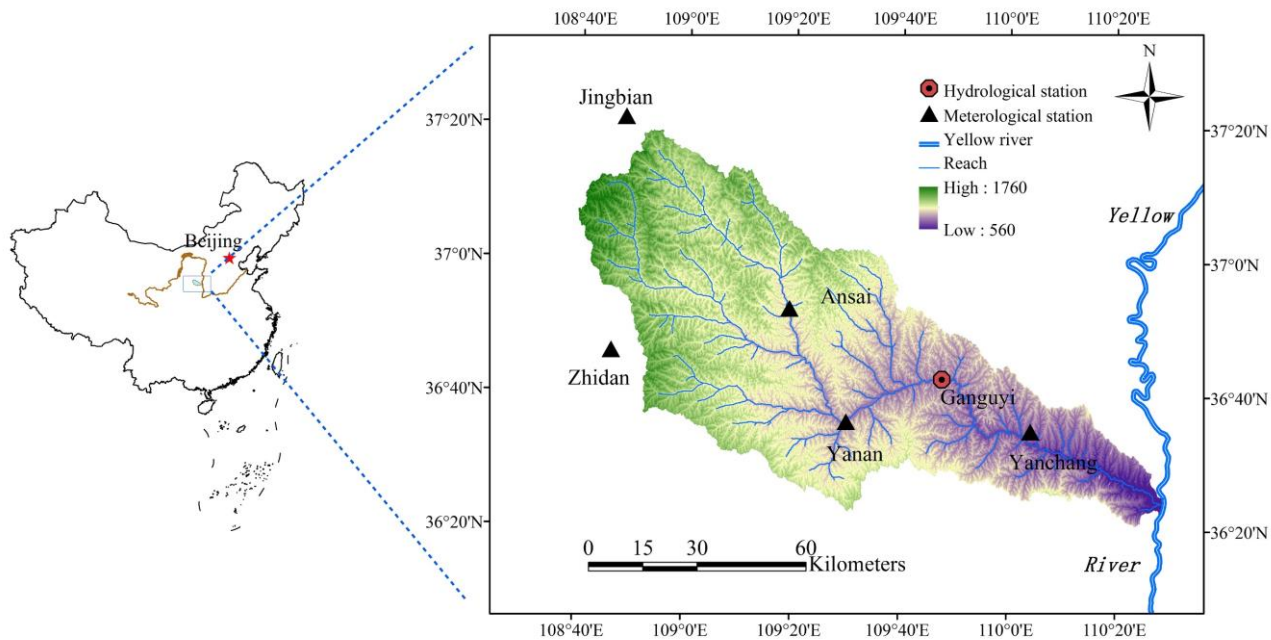 108°40'E 109°0'E 109°20'E 109°40'E 110°0'E 110°20'E
N
Jingbian
Hydrological station
Meterological station
Yellow river
Reach
High : 1760
Low : 560
37°20'N
37°20'N
Yellow
Beijing
37°0'N
37°0'N
Ansai
Zhidan
Ganguyi
36°40'N
36°40'N
Yanan
Yanchang
36°20'N
36°20'N
0 15 30 60
Kilometers
River
108°40'E 109°0'E 109°20'E 109°40'E 110°0'E 110°20'E